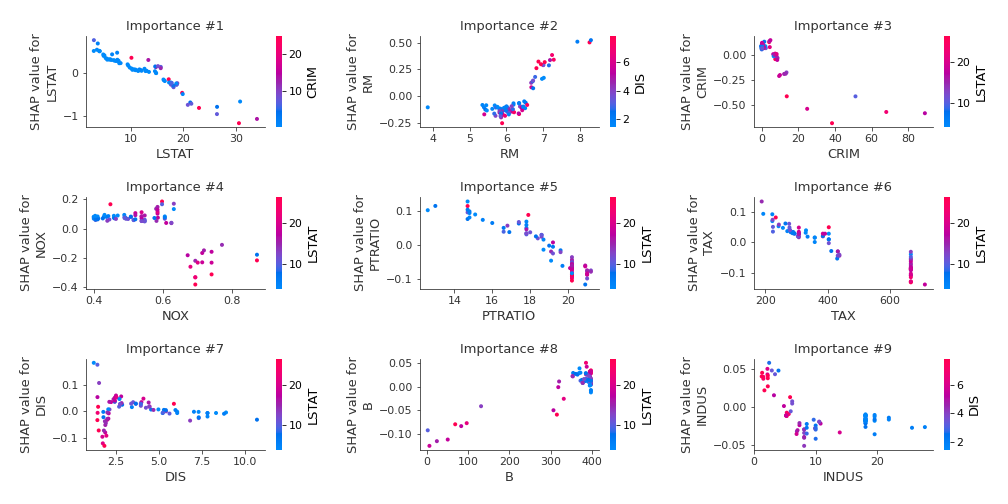 Importance #1
SHAP value for
LSTAT
0
−1
10
20
30
LSTAT
20
10
CRIM
Importance #2
SHAP value for
RM
0.50
0.25
0.00
−0.25
4
5
6
7
8
RM
6
4
2
DIS
Importance #3
SHAP value for
CRIM
0.00
−0.25
−0.50
0
20
40
60
80
CRIM
20
10
LSTAT
Importance #4
SHAP value for
NOX
0.2
0.0
−0.2
−0.4
0.4
0.6
0.8
NOX
20
10
LSTAT
Importance #5
SHAP value for
PTRATIO
0.1
0.0
−0.1
14
16
18
20
PTRATIO
20
10
LSTAT
Importance #6
SHAP value for
TAX
0.1
0.0
−0.1
200
400
600
TAX
20
10
LSTAT
Importance #7
SHAP value for
DIS
0.1
0.0
−0.1
2.5
5.0
7.5
10.0
DIS
20
10
LSTAT
Importance #8
SHAP value for
B
0.05
0.00
−0.05
−0.10
0
100
200
300
400
B
20
10
LSTAT
Importance #9
SHAP value for
INDUS
0.05
0.00
−0.05
0
10
20
INDUS
6
4
2
DIS